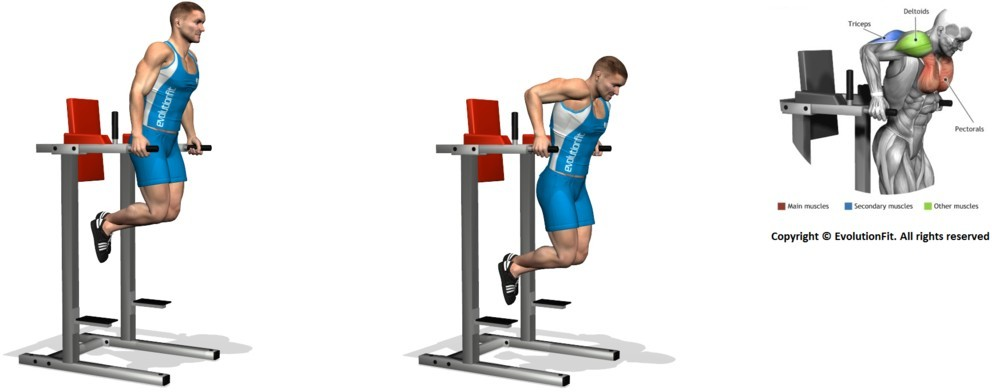 evolutionfit
evolutionfit
Deltoids
Triceps
Pectorals
Main muscles
Secondary muscles
Other muscles
Copyright © EvolutionFit. All rights reserved